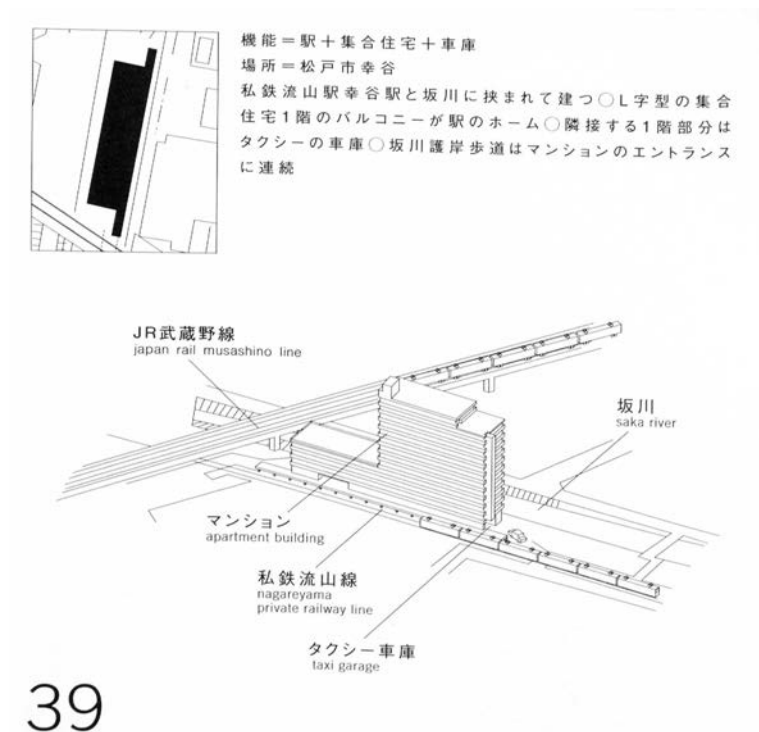 機能＝駅＋集合住宅＋車庫
場所＝松戸市幸谷
私鉄流山駅幸谷駅と坂川に挟まれて建つ○L字型の集合
住宅1階のバルコニーが駅のホーム○隣接する1階部分は
タクシーの車庫○坂川護岸歩道はマンションのエントランス
に連続
JR武蔵野線
japan rail musashino line
坂川
saka river
マンション
apartment building
私鉄流山線
nagareyama
private railway line
タクシー車庫
taxi garage
39